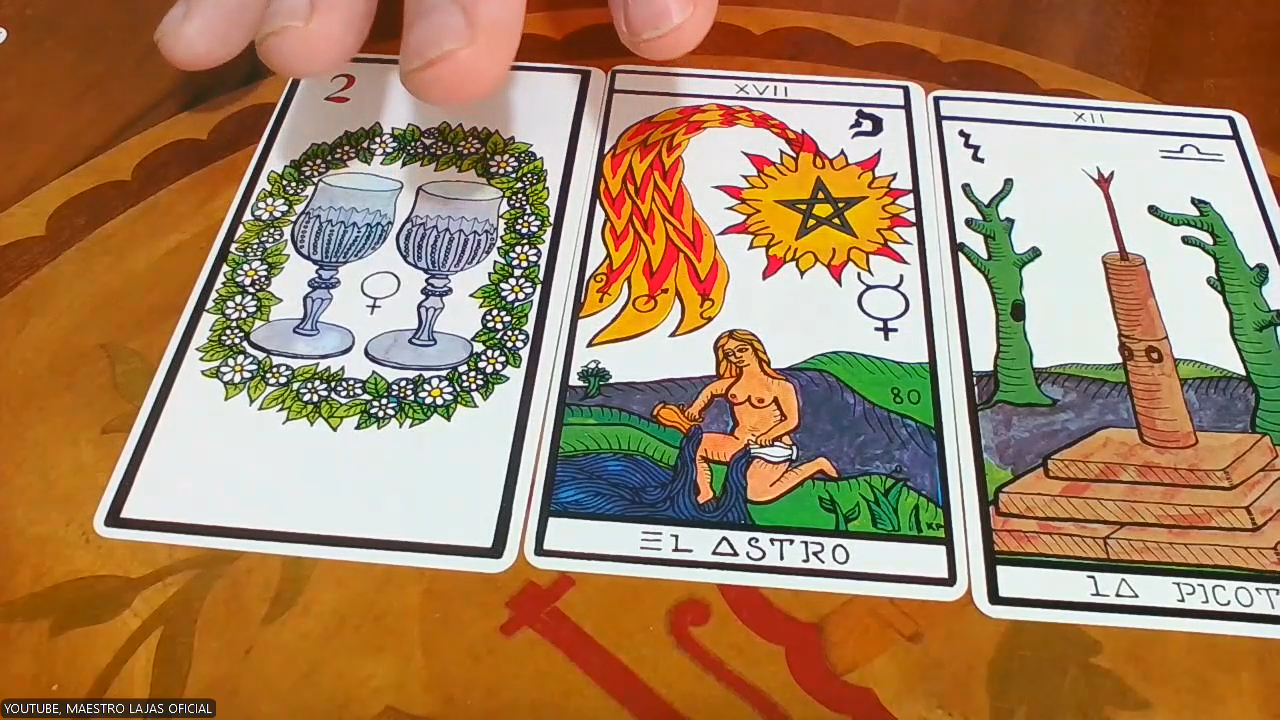 2
XVII
80
EL ASTRO
XII
LA PICOT
YOUTUBE, MAESTRO LAJAS OFICIAL